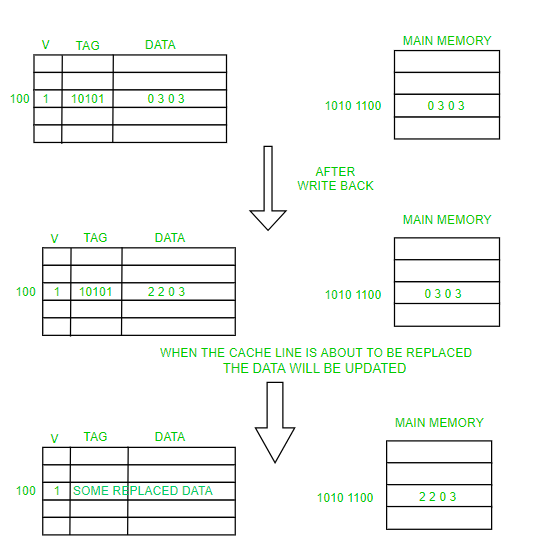 V TAG DATA MAIN MEMORY
100 1 10101 0 3 0 3 1010 1100 0 3 0 3
AFTER
WRITE BACK
V TAG DATA MAIN MEMORY
100 1 10101 2 2 0 3 1010 1100 0 3 0 3
WHEN THE CACHE LINE IS ABOUT TO BE REPLACED
THE DATA WILL BE UPDATED
V TAG DATA MAIN MEMORY
100 1 SOME REPLACED DATA 1010 1100 2 2 0 3